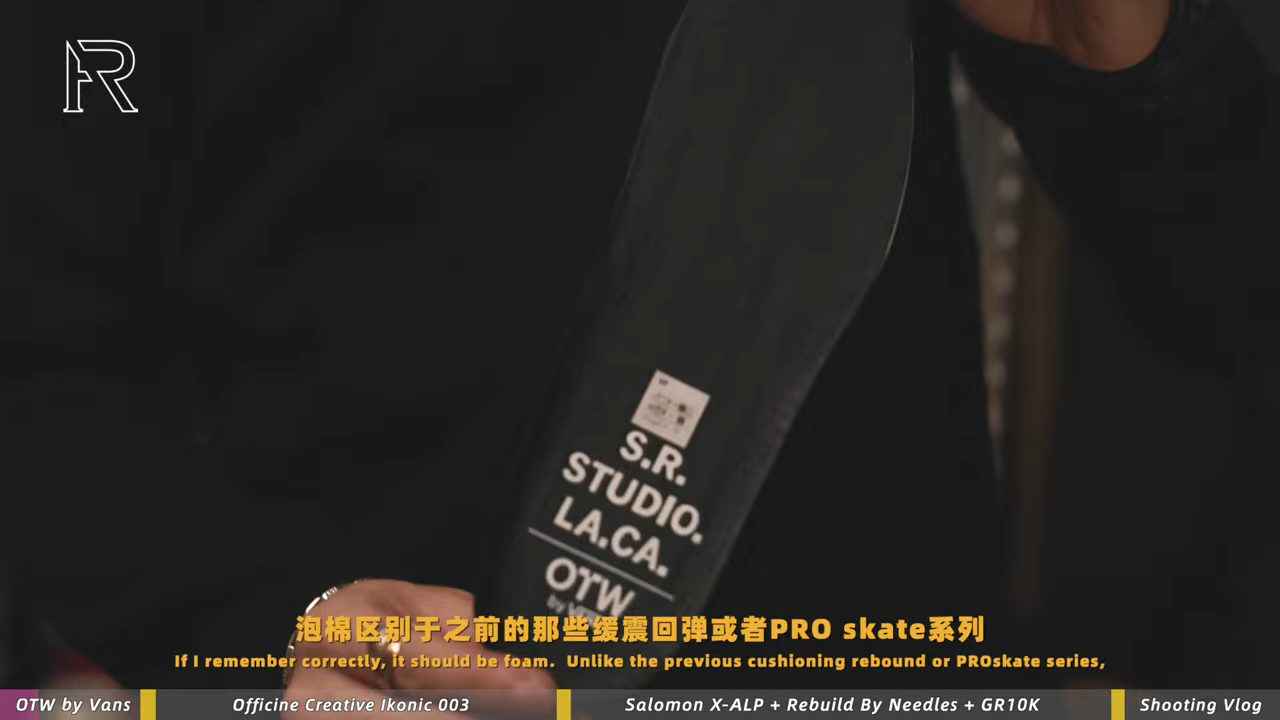 S.R.
STUDIO.
LA.CA.
OTW
by
泡棉区别于之前的那些缓震回弹或者PRO skate系列
If I remember correctly, it should be foam. Unlike the previous cushioning rebound or PROskate series,
OTW by Vans
Officine Creative Ikonic 003
Salomon X-ALP + Rebuild By Needles + GR10K
Shooting Vlog